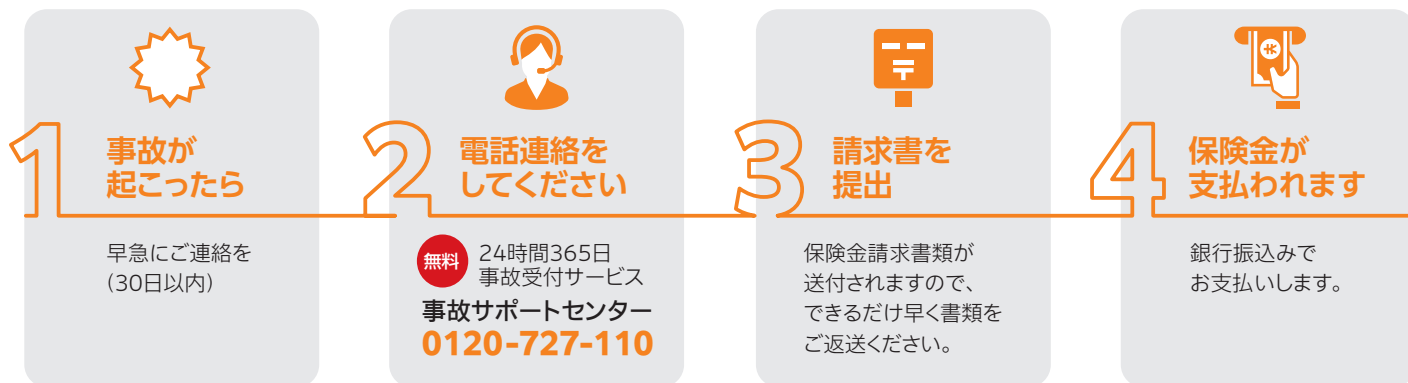 1
事故が
起こったら
早急にご連絡を
(30日以内)
2
電話連絡を
してください
無料
24時間365日
事故受付サービス
事故サポートセンター
0120-727-110
3
請求書を
提出
保険金請求書類が
送付されますので、
できるだけ早く書類を
ご返送ください。
4
保険金が
支払われます
銀行振込みで
お支払いします。